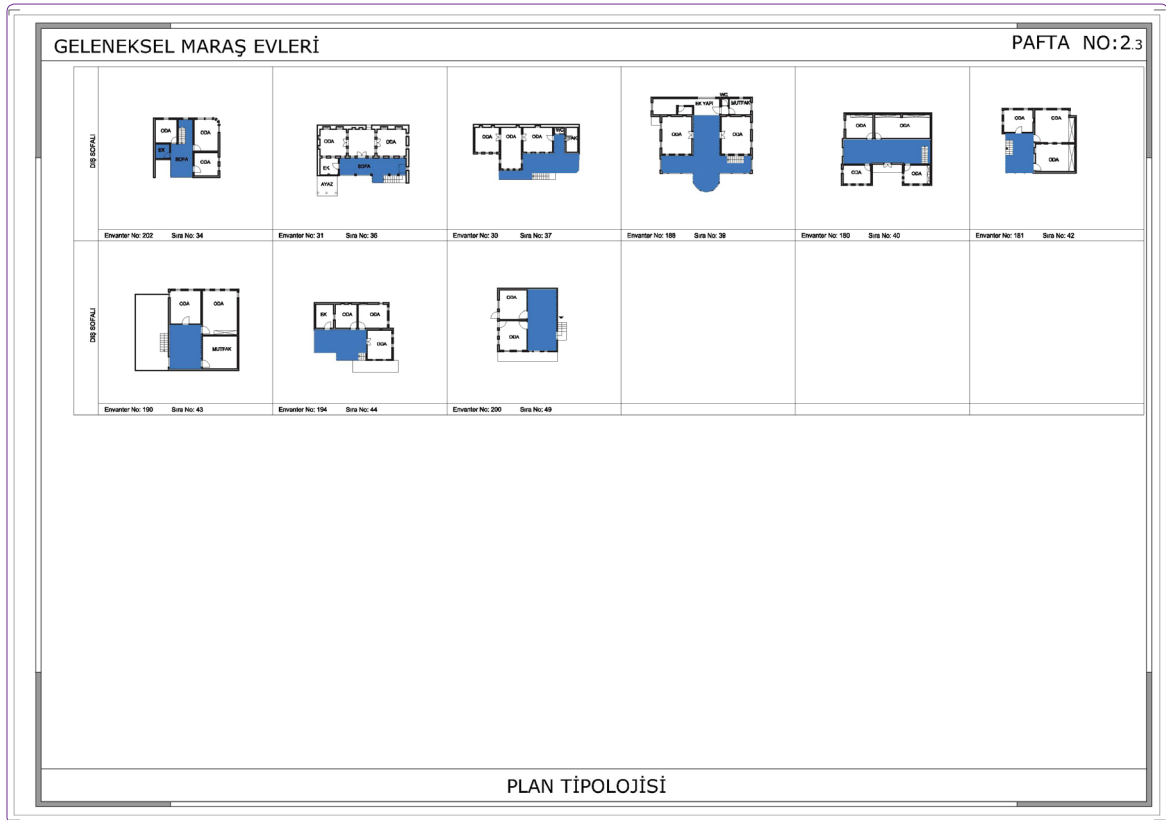 GELENEKSEL MARAŞ EVLERİ
PAFTA NO:2.3
DIŞ SOFALI
ODA
ODA
EK
SOFA
ODA
ODA
ODA
EK
SOFA
AYAZ
ODA
ODA
ODA
WC
WC
EK YAPI
MUTFAK
ODA
ODA
ODA
ODA
ODA
ODA
ODA
ODA
ODA
Envanter No: 202 Sıra No: 34
Envanter No: 31 Sıra No: 36
Envanter No: 30 Sıra No: 37
Envanter No: 188 Sıra No: 39
Envanter No: 180 Sıra No: 40
Envanter No: 181 Sıra No: 42
DIŞ SOFALI
ODA
ODA
MUTFAK
EK
ODA
ODA
ODA
ODA
ODA
Envanter No: 190 Sıra No: 43
Envanter No: 194 Sıra No: 44
Envanter No: 200 Sıra No: 49
PLAN TİPOLOJİSİ